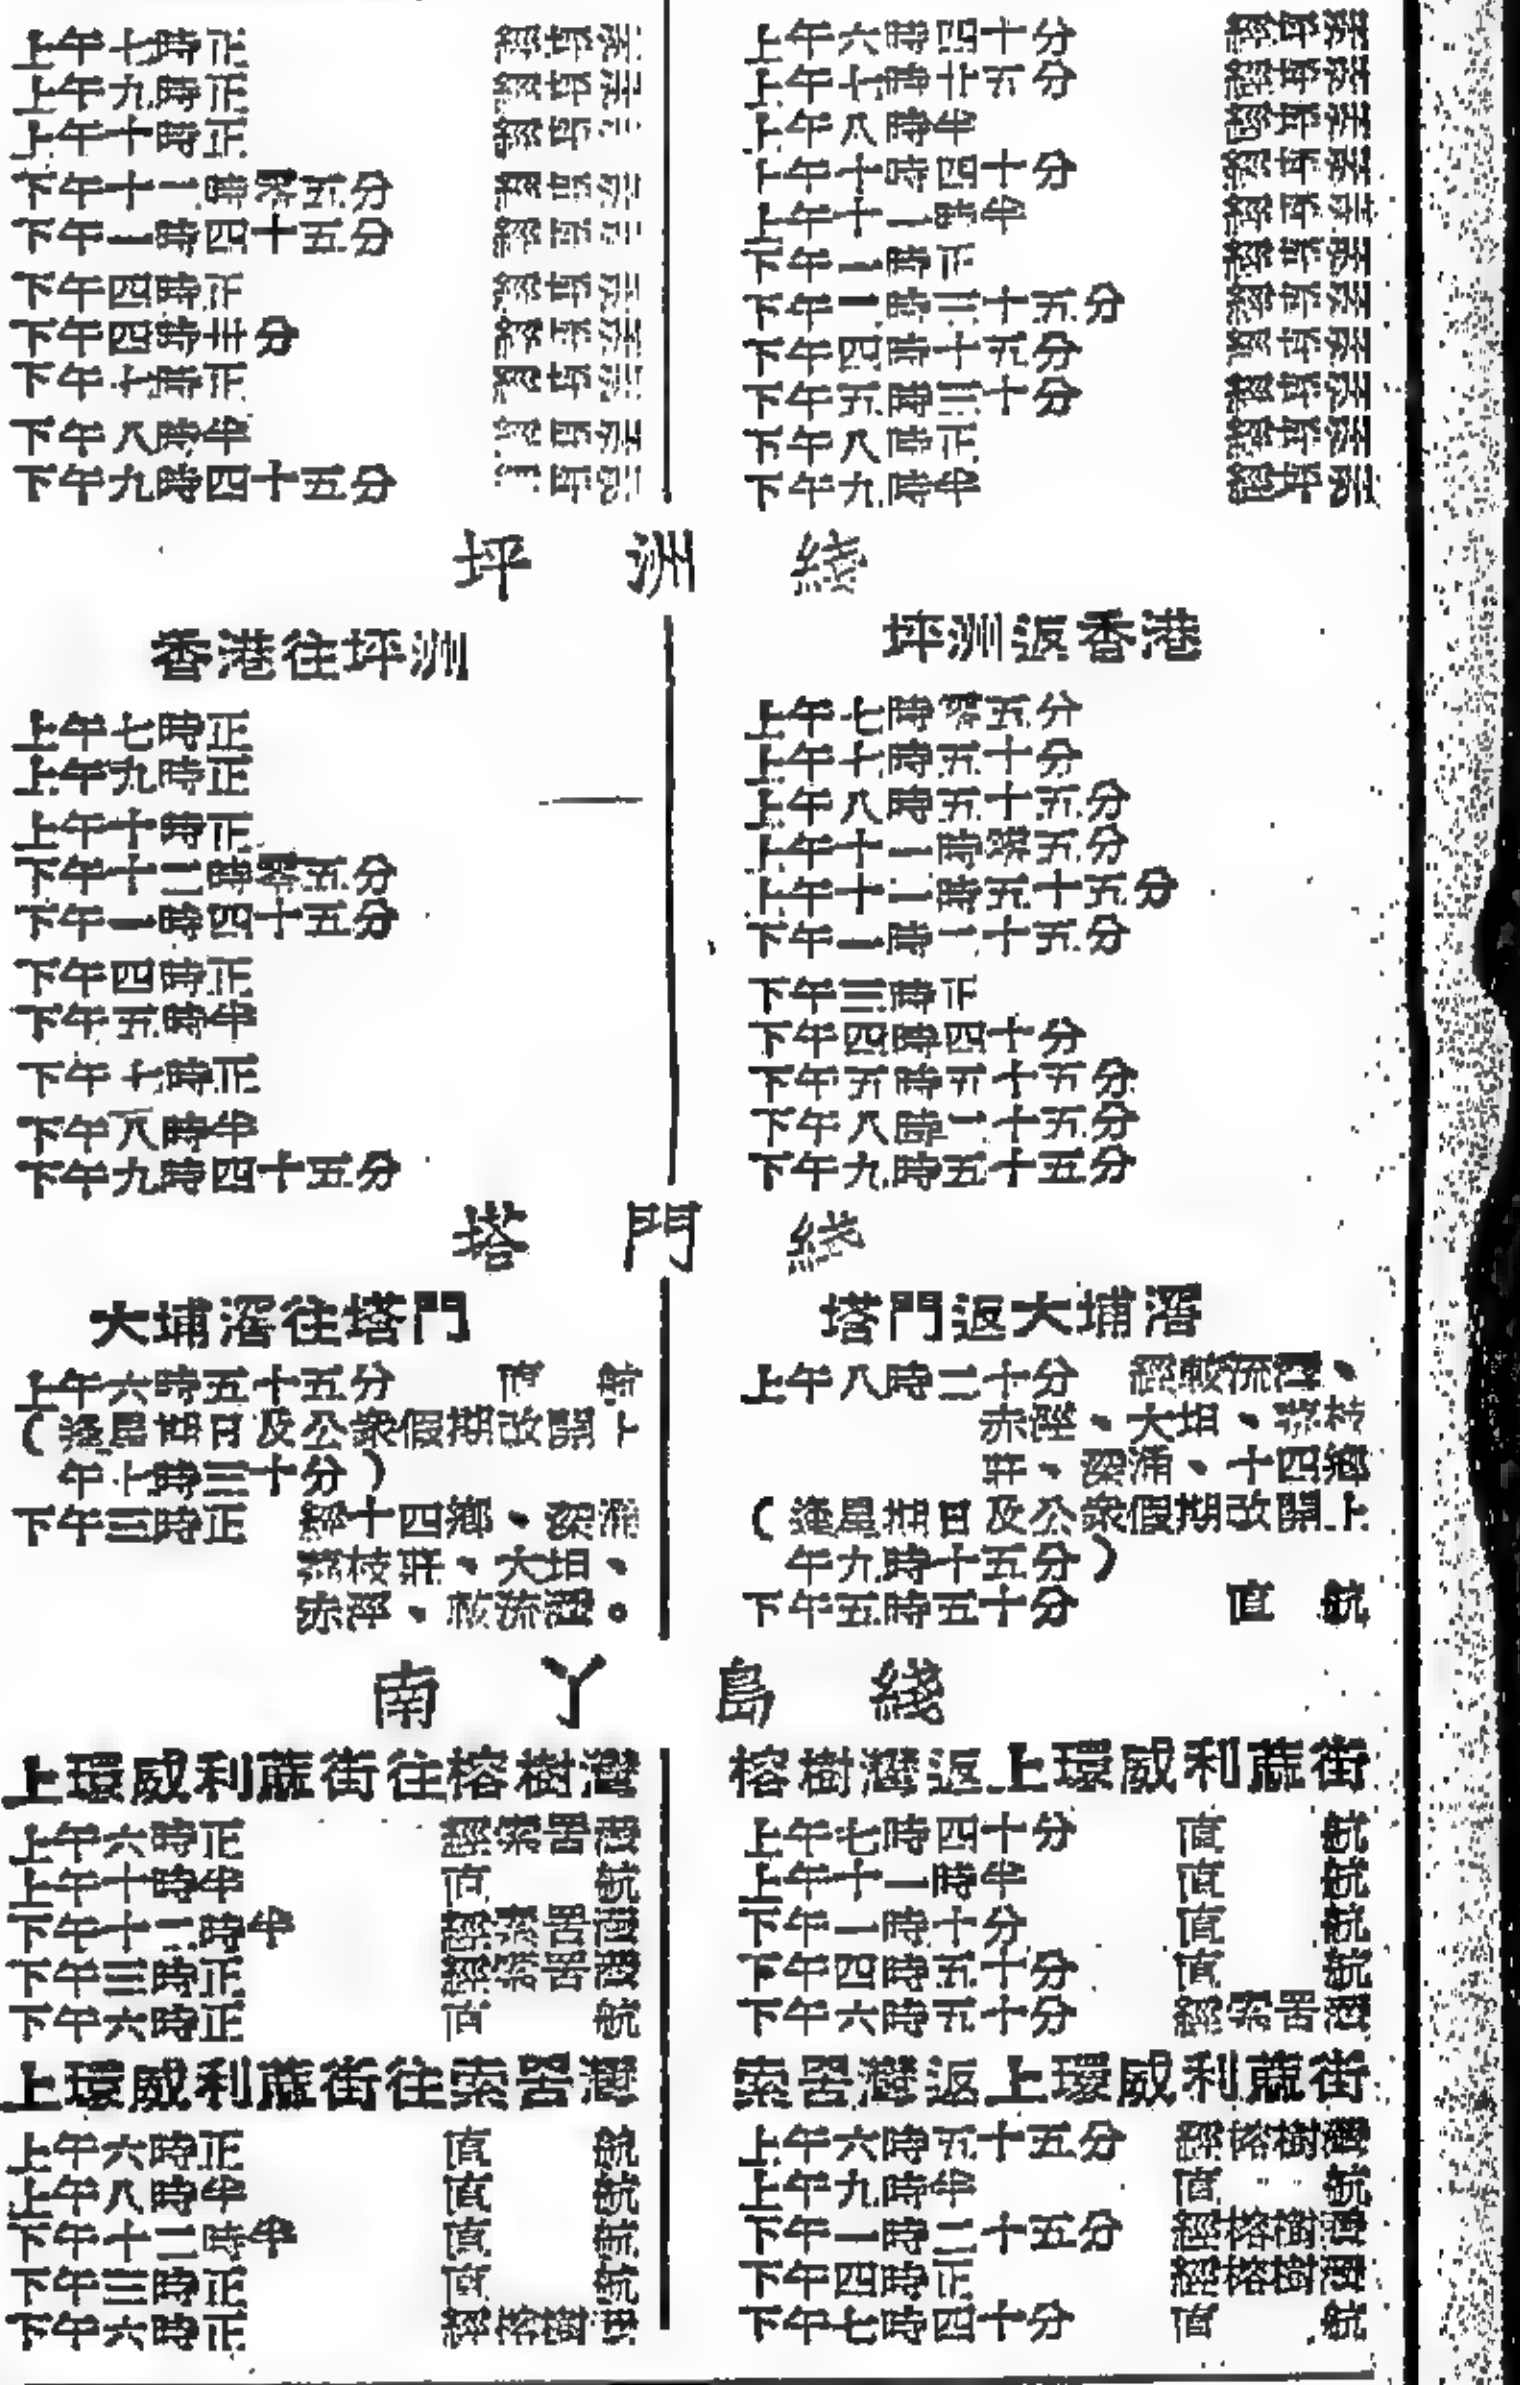 上午七時正 經坪洲
上午九時正 經坪洲
上午十時正 經坪洲
下午十二時零五分 經坪洲
下午一時四十五分 經坪洲
下午四時正 經坪洲
下午四時卅分 經坪洲
下午七時正 經坪洲
下午八時半 經坪洲
下午九時四十五分 經坪洲
上午六時四十分 經坪洲
上午七時廿五分 經坪洲
上午八時半 經坪洲
上午十時四十分 經坪洲
上午十一時半 經坪洲
下午一時正 經坪洲
下午 時三十五分 經坪洲
下午四時十五分 經坪洲
下午五時三十分 經坪洲
下午八時正 經坪洲
下午九時半 經坪洲
坪洲綫
香港往坪洲
上午七時正
上午九時正
上午十時正
下午十二時零五分
下午一時四十五分
下午四時正
下午五時半
下午七時正
下午八時半
下午九時四十五分
坪洲返香港
上午七時零五分
上午七時五十分
上午八時五十五分
上午十一時零五分
上午十一時五十五分
下午一時二十五分
下午三時正
下午四時四十分
下午五時五十五分
下午八時二十五分
下午九時五十五分
塔門綫
大埔滘往塔門
上午六時五十五分 直航
(逢星期日及公衆假期改開上
午七時三十分)
下午三時正 經十四鄉、深涌
荔枝莊、大坦、
赤徑、較流灣。
塔門返大埔滘
上午八時二十分 經較流灣、
赤徑、大坦、荔枝
莊、深涌、十四鄉
(逢星期日及公衆假期改開上
午九時十五分)
下午五時五十分 直航
南丫島綫
上環威利蔴街往榕樹灣
上午六時正 經索罟灣
上午十時半 直航
下午十二時半 經索罟灣
下午三時正 經索罟灣
下午六時正 直航
榕樹灣返上環威利蔴街
上午七時四十分 直航
上午十一時半 直航
下午一時十分 直航
下午四時五十分 直航
下午六時五十分 經索罟灣
上環威利蔴街往索罟灣
上午六時正 直航
上午八時半 直航
下午十二時半 直航
下午三時正 直航
下午六時正 經榕樹灣
索罟灣返上環威利蔴街
上午六時五十五分 經榕樹灣
上午九時半 直航
下午一時二十五分 經榕樹灣
下午四時正 經榕樹灣
下午七時四十分 直航